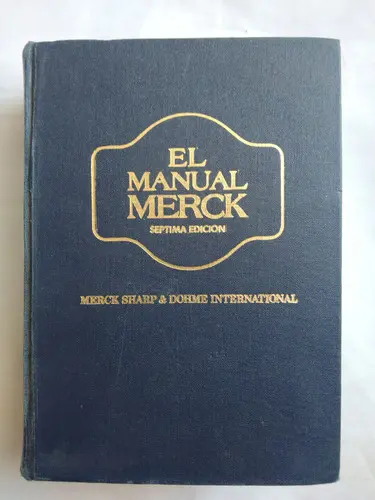 EL
MANUAL
MERCK
SEPTIMA EDICION
MERCK SHARP & DOHME INTERNATIONAL